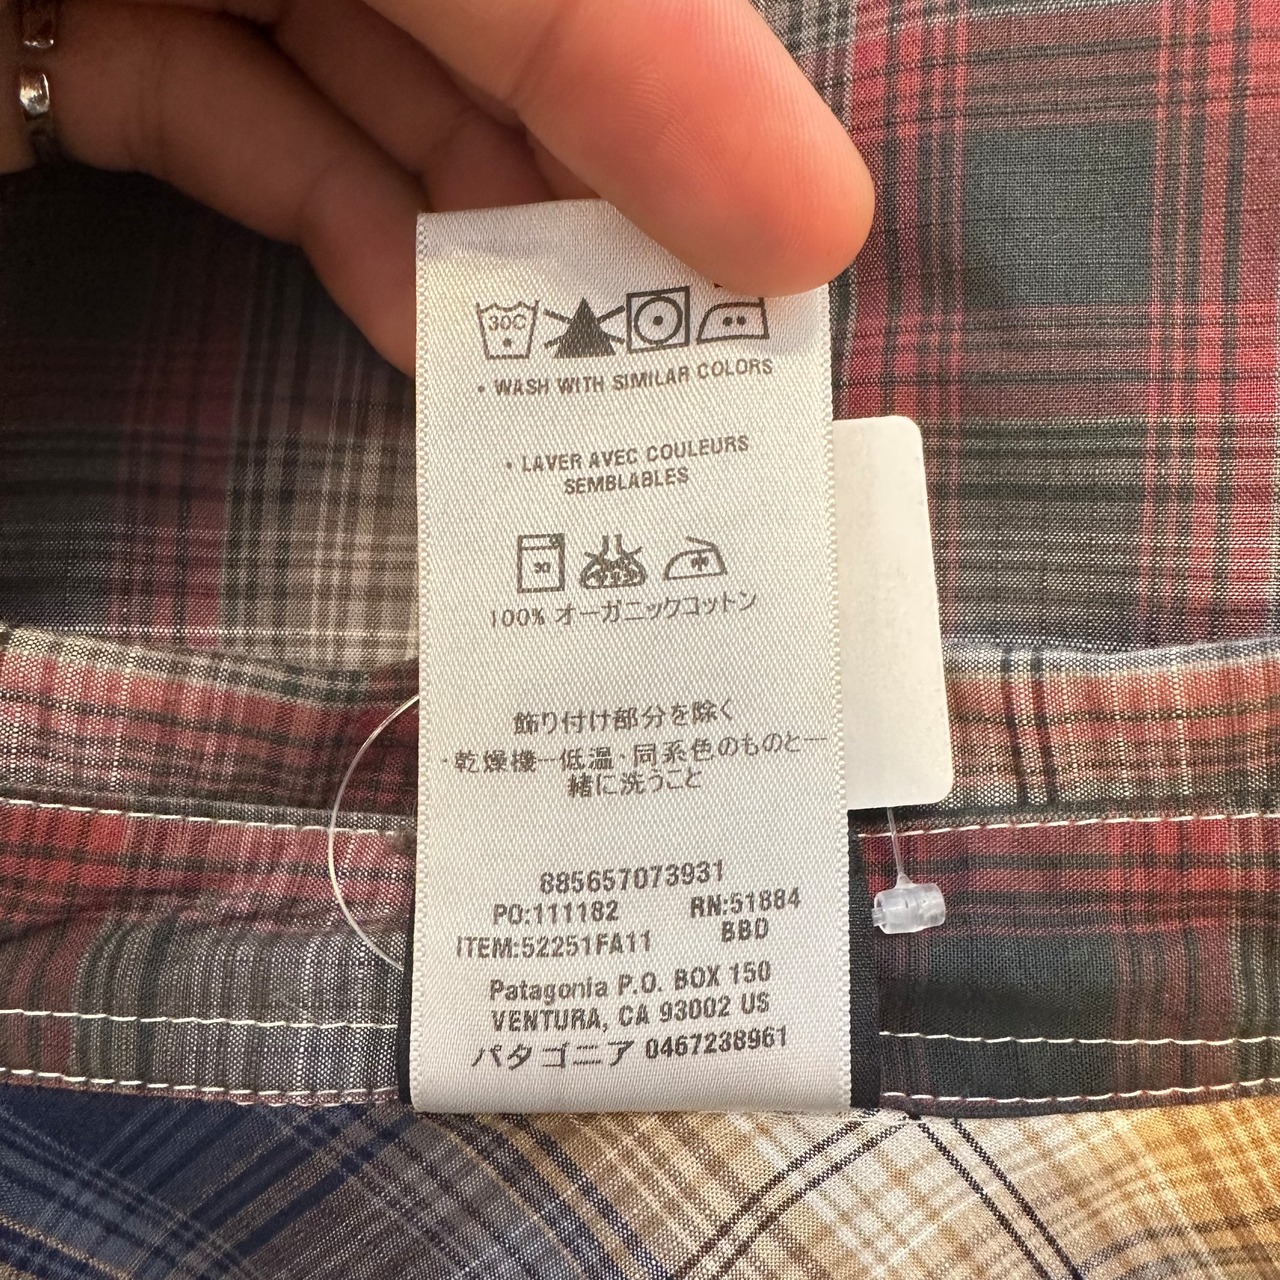 30C
• WASH WITH SIMILAR COLORS
• LAVER AVEC COULEURS
SEMBLABLES
30
中
100% オーガニックコットン
飾り付け部分を除く
·乾燥機一低温·同系色のものと一
緒に洗うこと
885657073931
PO:111182 RN:51884
ITEM:52251FA11 BBD
Patagonia P.O. BOX 150
VENTURA, CA 93002 US
パタゴニア 0467238961